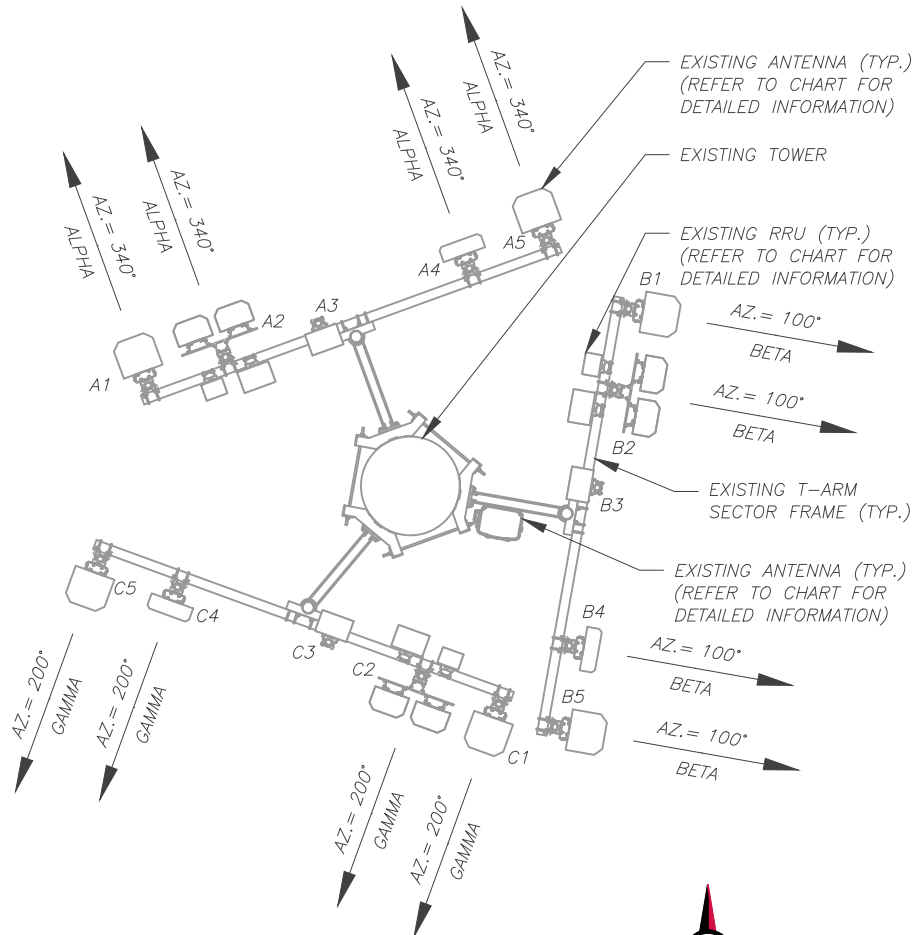 EXISTING ANTENNA (TYP.)
(REFER TO CHART FOR
DETAILED INFORMATION)
EXISTING TOWER
EXISTING RRU (TYP.)
(REFER TO CHART FOR
DETAILED INFORMATION)
AZ.= 340°
ALPHA
AZ.= 340°
ALPHA
AZ.= 340°
ALPHA
AZ.= 340°
ALPHA
A1
A2
A3
A4
A5
B1
AZ.= 100°
BETA
AZ.= 100°
BETA
B2
B3
EXISTING T-ARM
SECTOR FRAME (TYP.)
EXISTING ANTENNA (TYP.)
(REFER TO CHART FOR
DETAILED INFORMATION)
B4
AZ.= 100°
BETA
B5
AZ.= 100°
BETA
C5
C4
C3
C2
C1
AZ.= 200°
GAMMA
AZ.= 200°
GAMMA
AZ.= 200°
GAMMA
AZ.= 200°
GAMMA